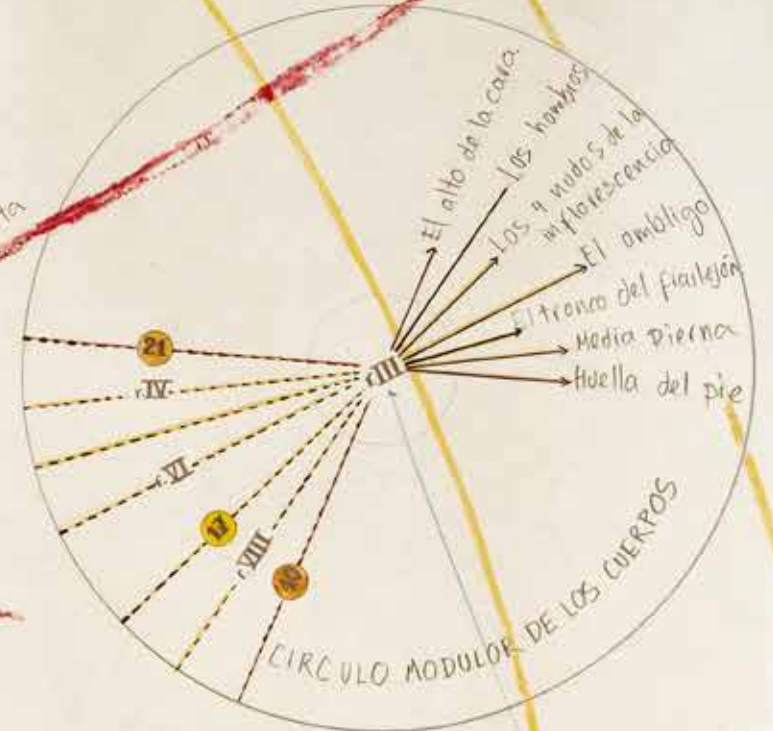 ta
El alto de la cara.
Los hombros
Los 4 nudos de la
inflorescencia
El ombligo
El tronco del frailejón
Media Pierna
Huella del pie
r.III
21
r.IV
r.VI
17
r.VIII
CIRCULO MODULOR DE LOS CUERPOS